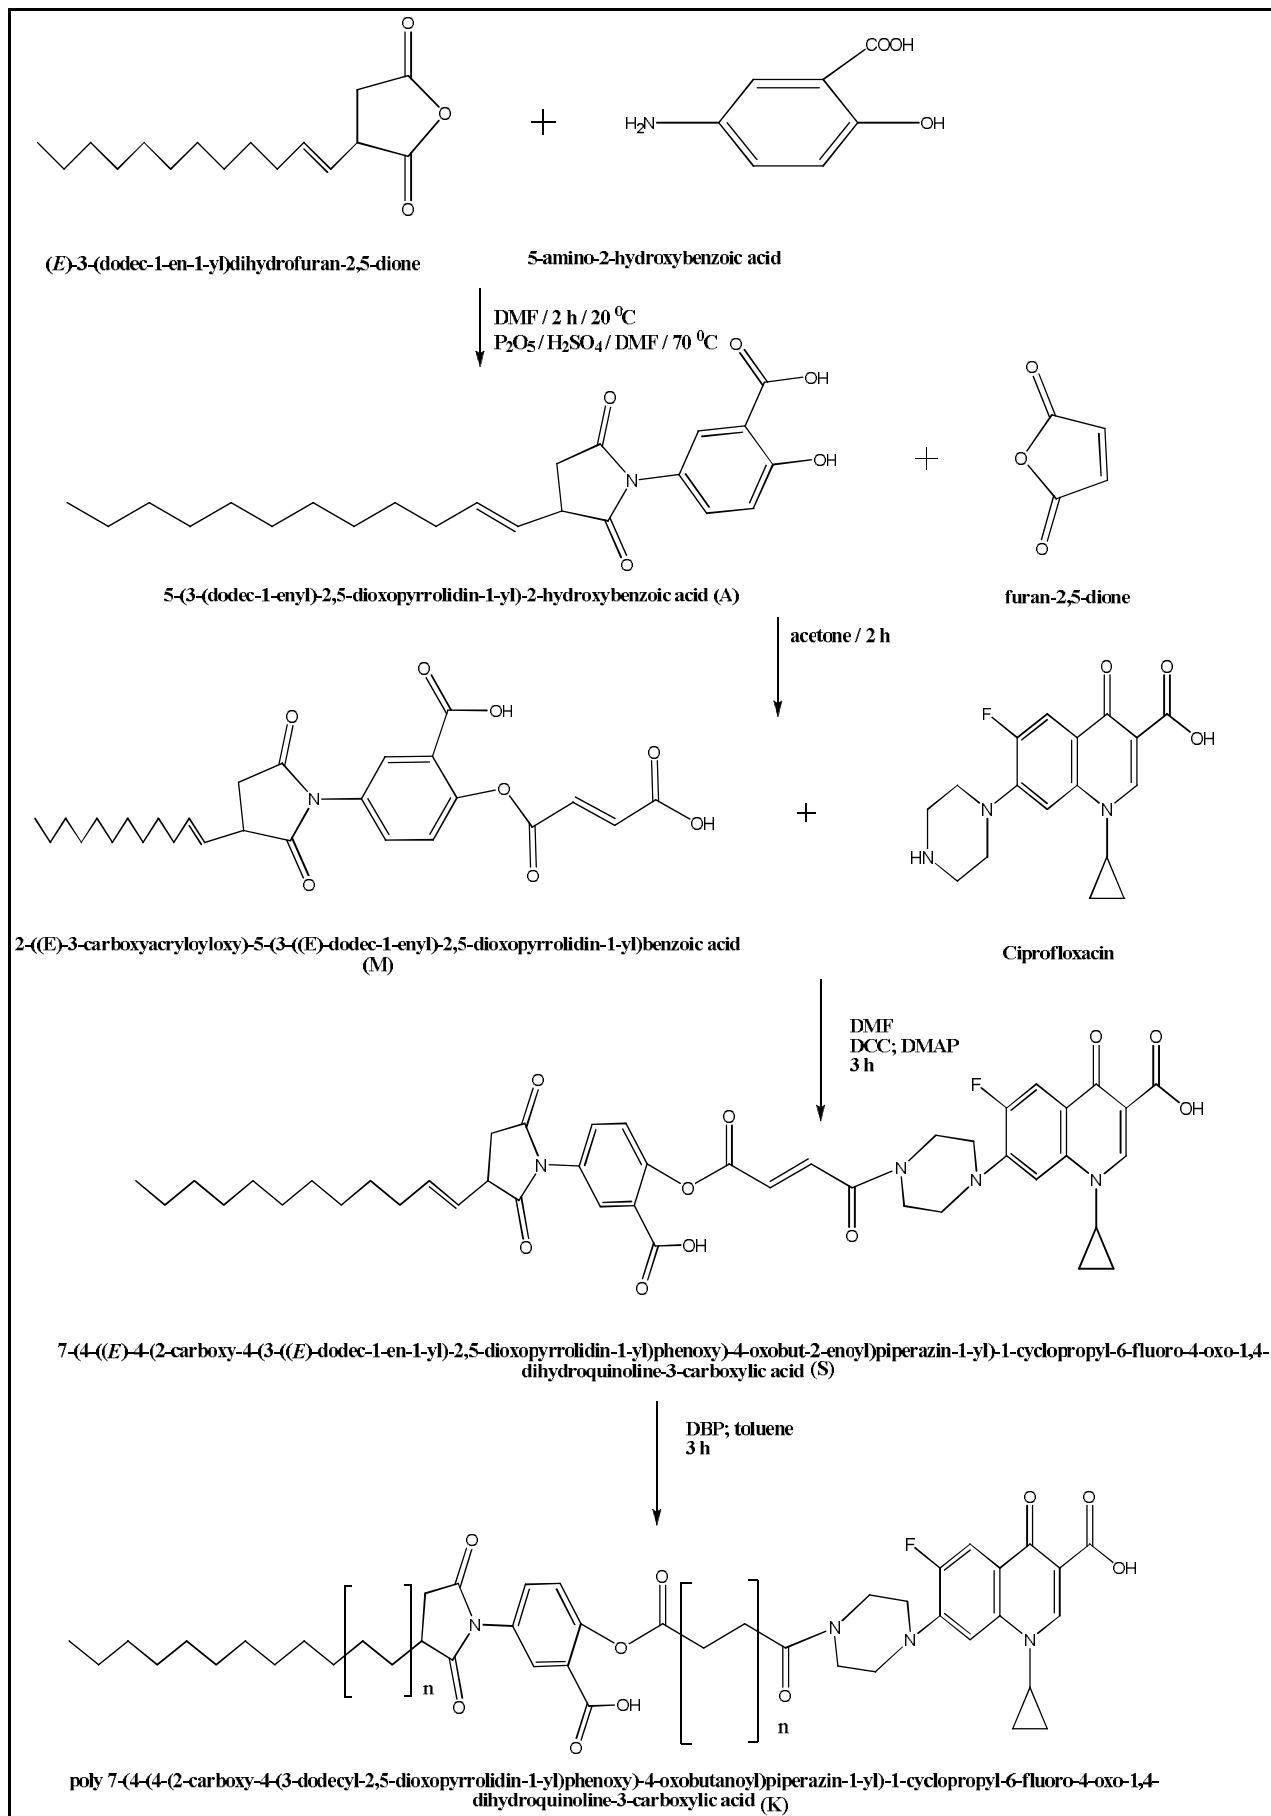 O
COOH
O
H₂N
OH
O
(E)-3-(dodec-1-en-1-yl)dihydrofuran-2,5-dione
5-amino-2-hydroxybenzoic acid
DMF / 2 h / 20 ⁰C
P₂O₅ / H₂SO₄ / DMF / 70 ⁰C
O
OH
O
O
N
OH
O
O
O
O
5-(3-(dodec-1-enyl)-2,5-dioxopyrrolidin-1-yl)-2-hydroxybenzoic acid (A)
furan-2,5-dione
acetone / 2 h
O
OH
O
N
O
O
O
O
OH
O
O
O
F
OH
N
N
HN
2-((E)-3-carboxyacryloyloxy)-5-(3-((E)-dodec-1-enyl)-2,5-dioxopyrrolidin-1-yl)benzoic acid
(M)
Ciprofloxacin
DMF
DCC; DMAP
3 h
O
O
N
O
OH
O
O
O
O
N
N
F
O
O
OH
N
7-(4-((E)-4-(2-carboxy-4-(3-((E)-dodec-1-en-1-yl)-2,5-dioxopyrrolidin-1-yl)phenoxy)-4-oxobut-2-enoyl)piperazin-1-yl)-1-cyclopropyl-6-fluoro-4-oxo-1,4-
dihydroquinoline-3-carboxylic acid (S)
DBP; toluene
3 h
n
O
O
N
O
OH
O
O
n
O
N
N
F
O
O
OH
N
poly 7-(4-(4-(2-carboxy-4-(3-dodecyl-2,5-dioxopyrrolidin-1-yl)phenoxy)-4-oxobutanoyl)piperazin-1-yl)-1-cyclopropyl-6-fluoro-4-oxo-1,4-
dihydroquinoline-3-carboxylic acid (K)